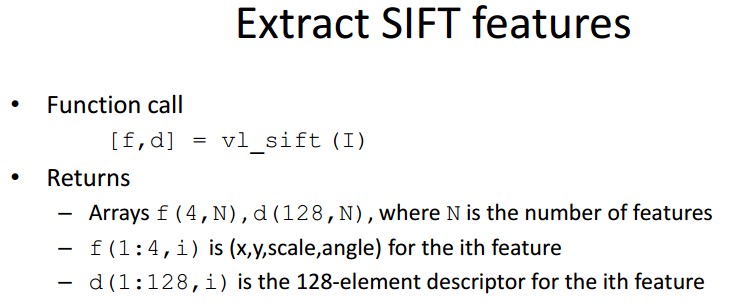 Extract SIFT features
• Function call
[f,d] = vl_sift (I)
• Returns
– Arrays f(4,N), d(128,N), where N is the number of features
– f(1:4,i) is (x,y,scale,angle) for the ith feature
– d(1:128,i) is the 128-element descriptor for the ith feature